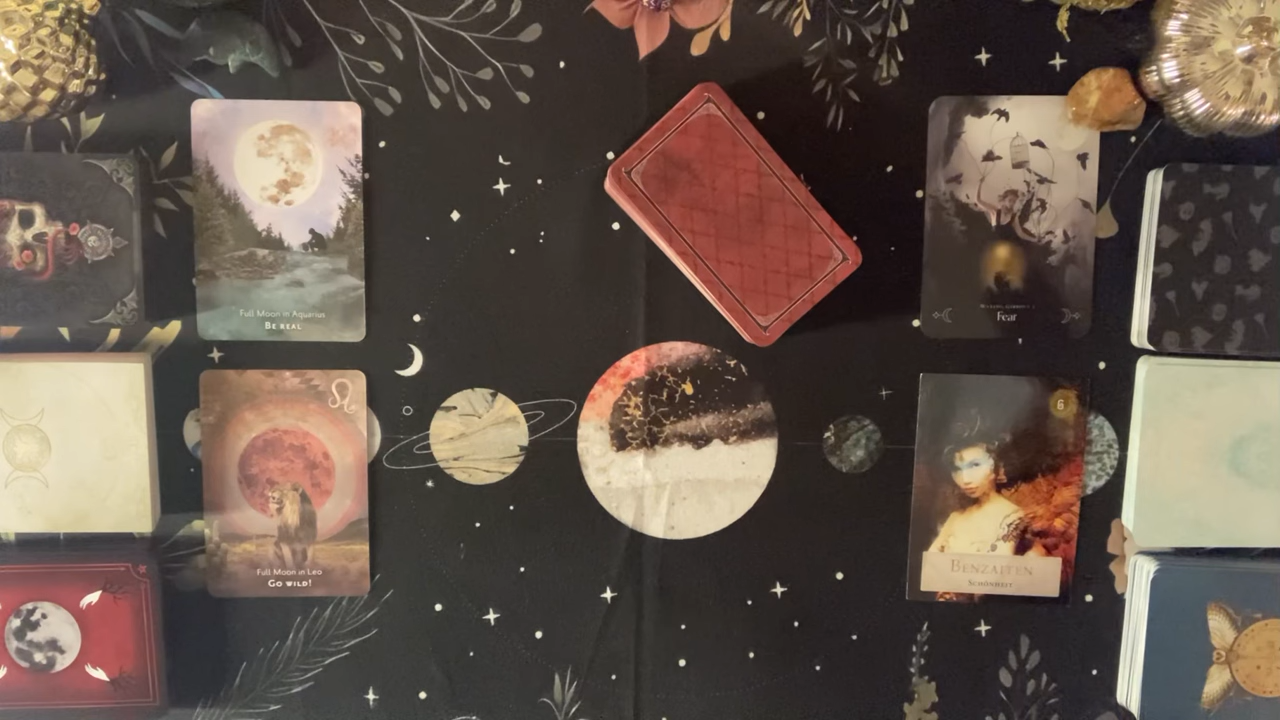 Full Moon in Aquarius
Be real
Fear
♌
Full Moon in Leo
Go wild!
6
Benzaiten
Schönheit